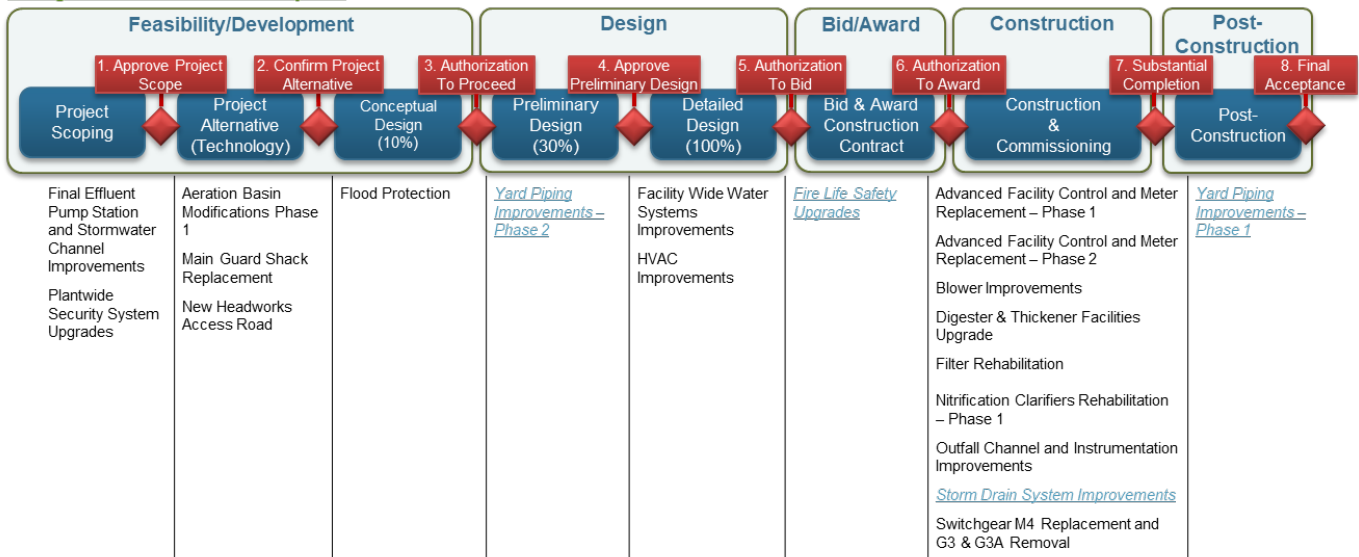 Feasibility/Development
Design
Bid/Award
Construction
Post-
Construction
1. Approve Project
Scope
2. Confirm Project
Alternative
3. Authorization
To Proceed
4. Approve
Preliminary Design
5. Authorization
To Bid
6. Authorization
To Award
7. Substantial
Completion
8. Final
Acceptance
Project
Scoping
Project
Alternative
(Technology)
Conceptual
Design
(10%)
Preliminary
Design
(30%)
Detailed
Design
(100%)
Bid & Award
Construction
Contract
Construction
&
Commissioning
Post-
Construction
Final Effluent
Pump Station
and Stormwater
Channel
Improvements
Plantwide
Security System
Upgrades
Aeration Basin
Modifications Phase
1
Main Guard Shack
Replacement
New Headworks
Access Road
Flood Protection
Yard Piping
Improvements –
Phase 2
Facility Wide Water
Systems
Improvements
HVAC
Improvements
Fire Life Safety
Upgrades
Advanced Facility Control and Meter
Replacement – Phase 1
Advanced Facility Control and Meter
Replacement – Phase 2
Blower Improvements
Digester & Thickener Facilities
Upgrade
Filter Rehabilitation
Nitrification Clarifiers Rehabilitation
– Phase 1
Outfall Channel and Instrumentation
Improvements
Storm Drain System Improvements
Switchgear M4 Replacement and
G3 & G3A Removal
Yard Piping
Improvements –
Phase 1